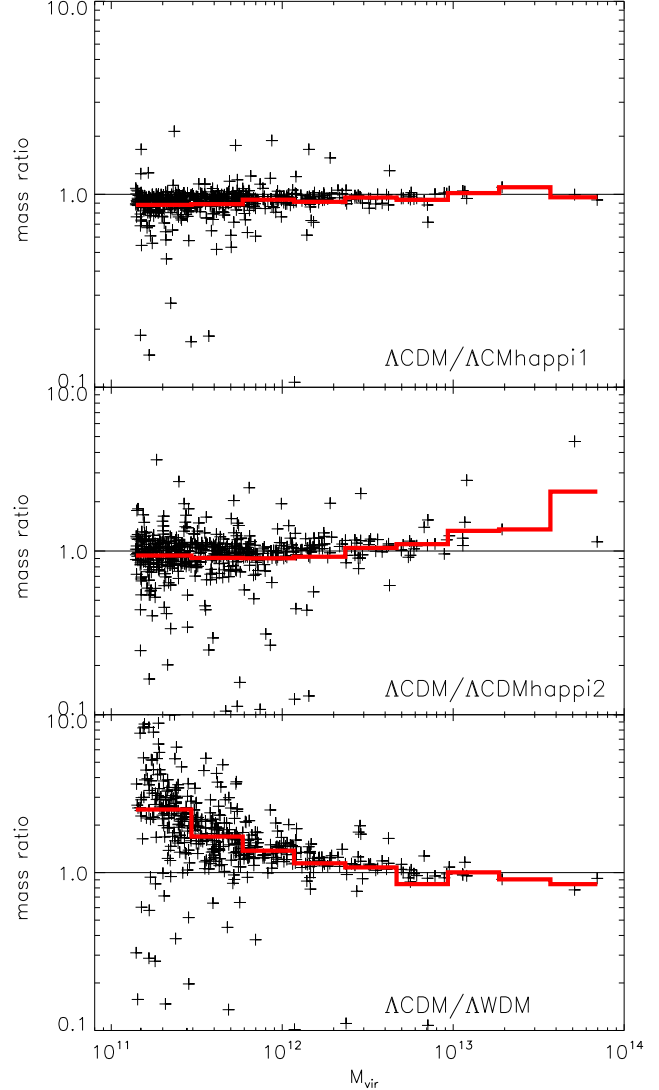 10.0
mass ratio
1.0
ΛCDM/ΛCMhappi1
0.1
10.0
mass ratio
1.0
ΛCDM/ΛCDMhappi2
0.1
10.0
mass ratio
1.0
ΛCDM/ΛWDM
0.1
10¹¹ 10¹² 10¹³ 10¹⁴
Mvir